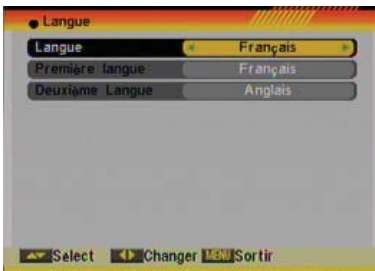 Langue
Langue Français
Première langue Français
Deuxième Langue Anglais
Select Changer MENU Sortir